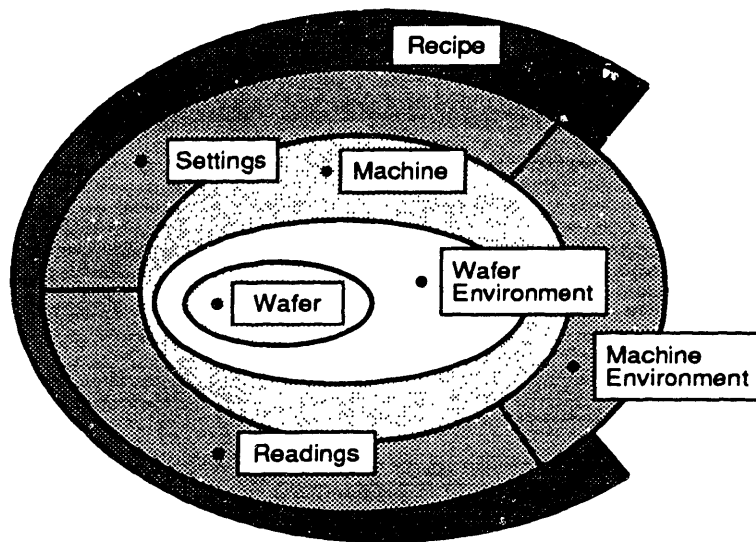 Recipe
Settings
Machine
Wafer
Environment
Wafer
Machine
Environment
Readings